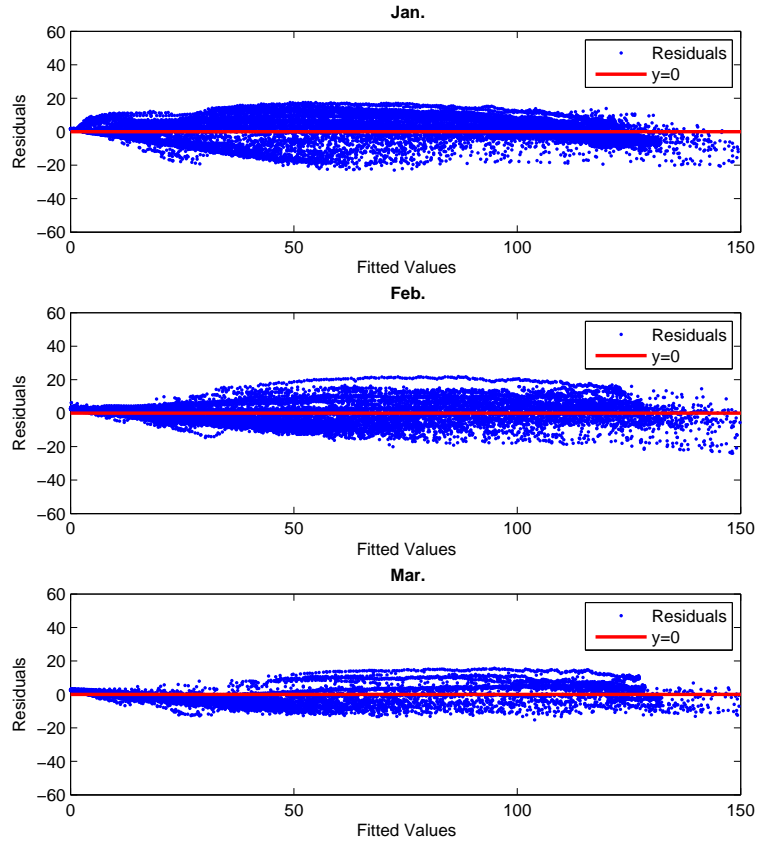 Jan.
60
40
20
0
−20
−40
−60
Residuals
0
50
100
150
Fitted Values
Residuals
y=0
Feb.
60
40
20
0
−20
−40
−60
Residuals
0
50
100
150
Fitted Values
Residuals
y=0
Mar.
60
40
20
0
−20
−40
−60
Residuals
0
50
100
150
Fitted Values
Residuals
y=0